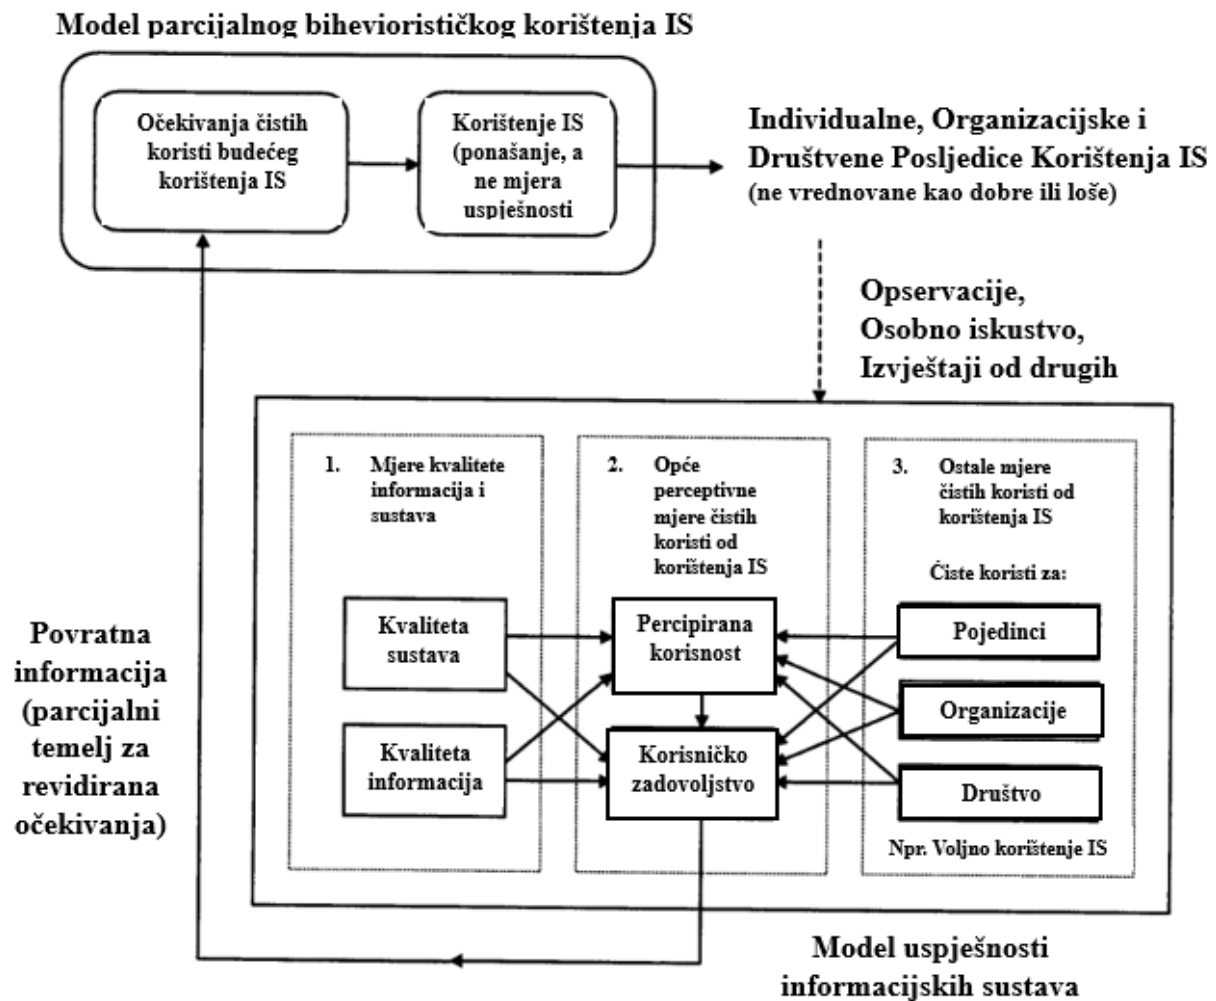 Model parcijalnog biheviorističkog korištenja IS
Očekivanja čistih
koristi budećeg
korištenja IS
Korištenje IS
(ponašanje, a
ne mjera
uspješnosti
Individualne, Organizacijske i
Društvene Posljedice Korištenja IS
(ne vrednovane kao dobre ili loše)
Opservacije,
Osobno iskustvo,
Izvještaji od drugih
1. Mjere kvalitete
informacija i
sustava
2. Opće
perceptivne
mjere čistih
koristi od
korištenja IS
3. Ostale mjere
čistih koristi od
korištenja IS
Čiste koristi za:
Kvaliteta
sustava
Kvaliteta
informacija
Percipirana
korisnost
Korisničko
zadovoljstvo
Pojedinci
Organizacije
Društvo
Npr. Voljno korištenje IS
Povratna
informacija
(parcijalni
temelj za
revidirana
očekivanja)
Model uspješnosti
informacijskih sustava